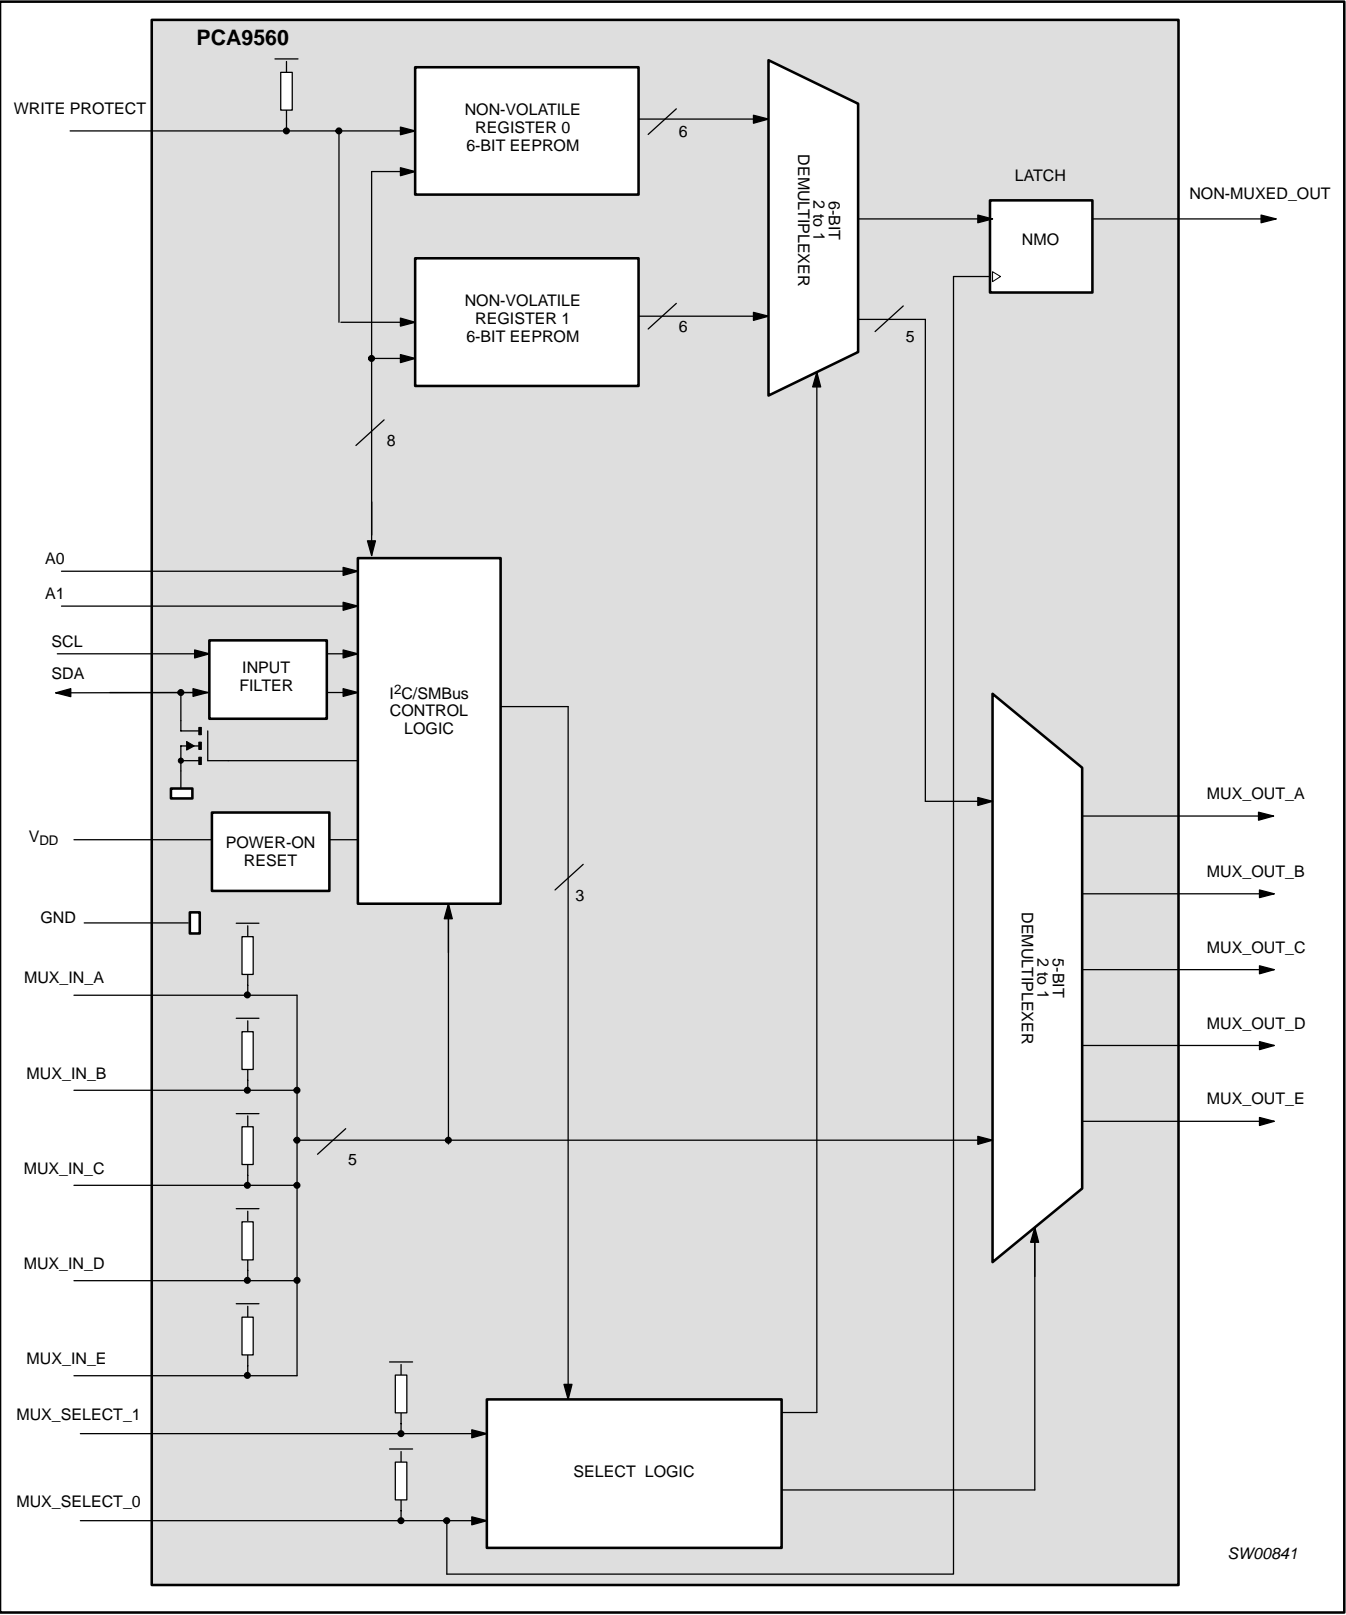 PCA9560
WRITE PROTECT
NON-VOLATILE
REGISTER 0
6-BIT EEPROM
6
6-BIT
2 to 1
DEMULTIPLEXER
LATCH
NMO
NON-MUXED_OUT
NON-VOLATILE
REGISTER 1
6-BIT EEPROM
6
5
8
A0
A1
SCL
SDA
INPUT
FILTER
I2C/SMBus
CONTROL
LOGIC
VDD
POWER-ON
RESET
3
GND
MUX_IN_A
MUX_IN_B
MUX_IN_C
MUX_IN_D
MUX_IN_E
5
5-BIT
2 to 1
DEMULTIPLEXER
MUX_OUT_A
MUX_OUT_B
MUX_OUT_C
MUX_OUT_D
MUX_OUT_E
MUX_SELECT_1
MUX_SELECT_0
SELECT LOGIC
SW00841